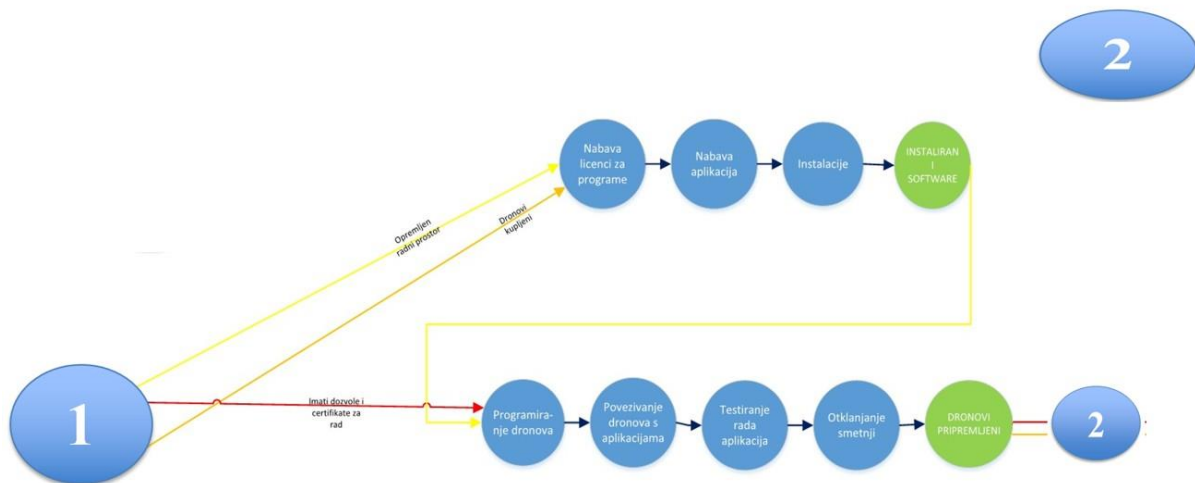 2
Nabava
licenci za
programe
Nabava
aplikacija
Instalacije
INSTALIRAN
I
SOFTWARE
Opremljen
radni prostor
Dronovi
kupljeni
1
Imati dozvole i
certifikate za
rad
Programira-
nje dronova
Povezivanje
dronova s
aplikacijama
Testiranje
rada
aplikacija
Otklanjanje
smetnji
DRONOVI
PRIPREMLJENI
2